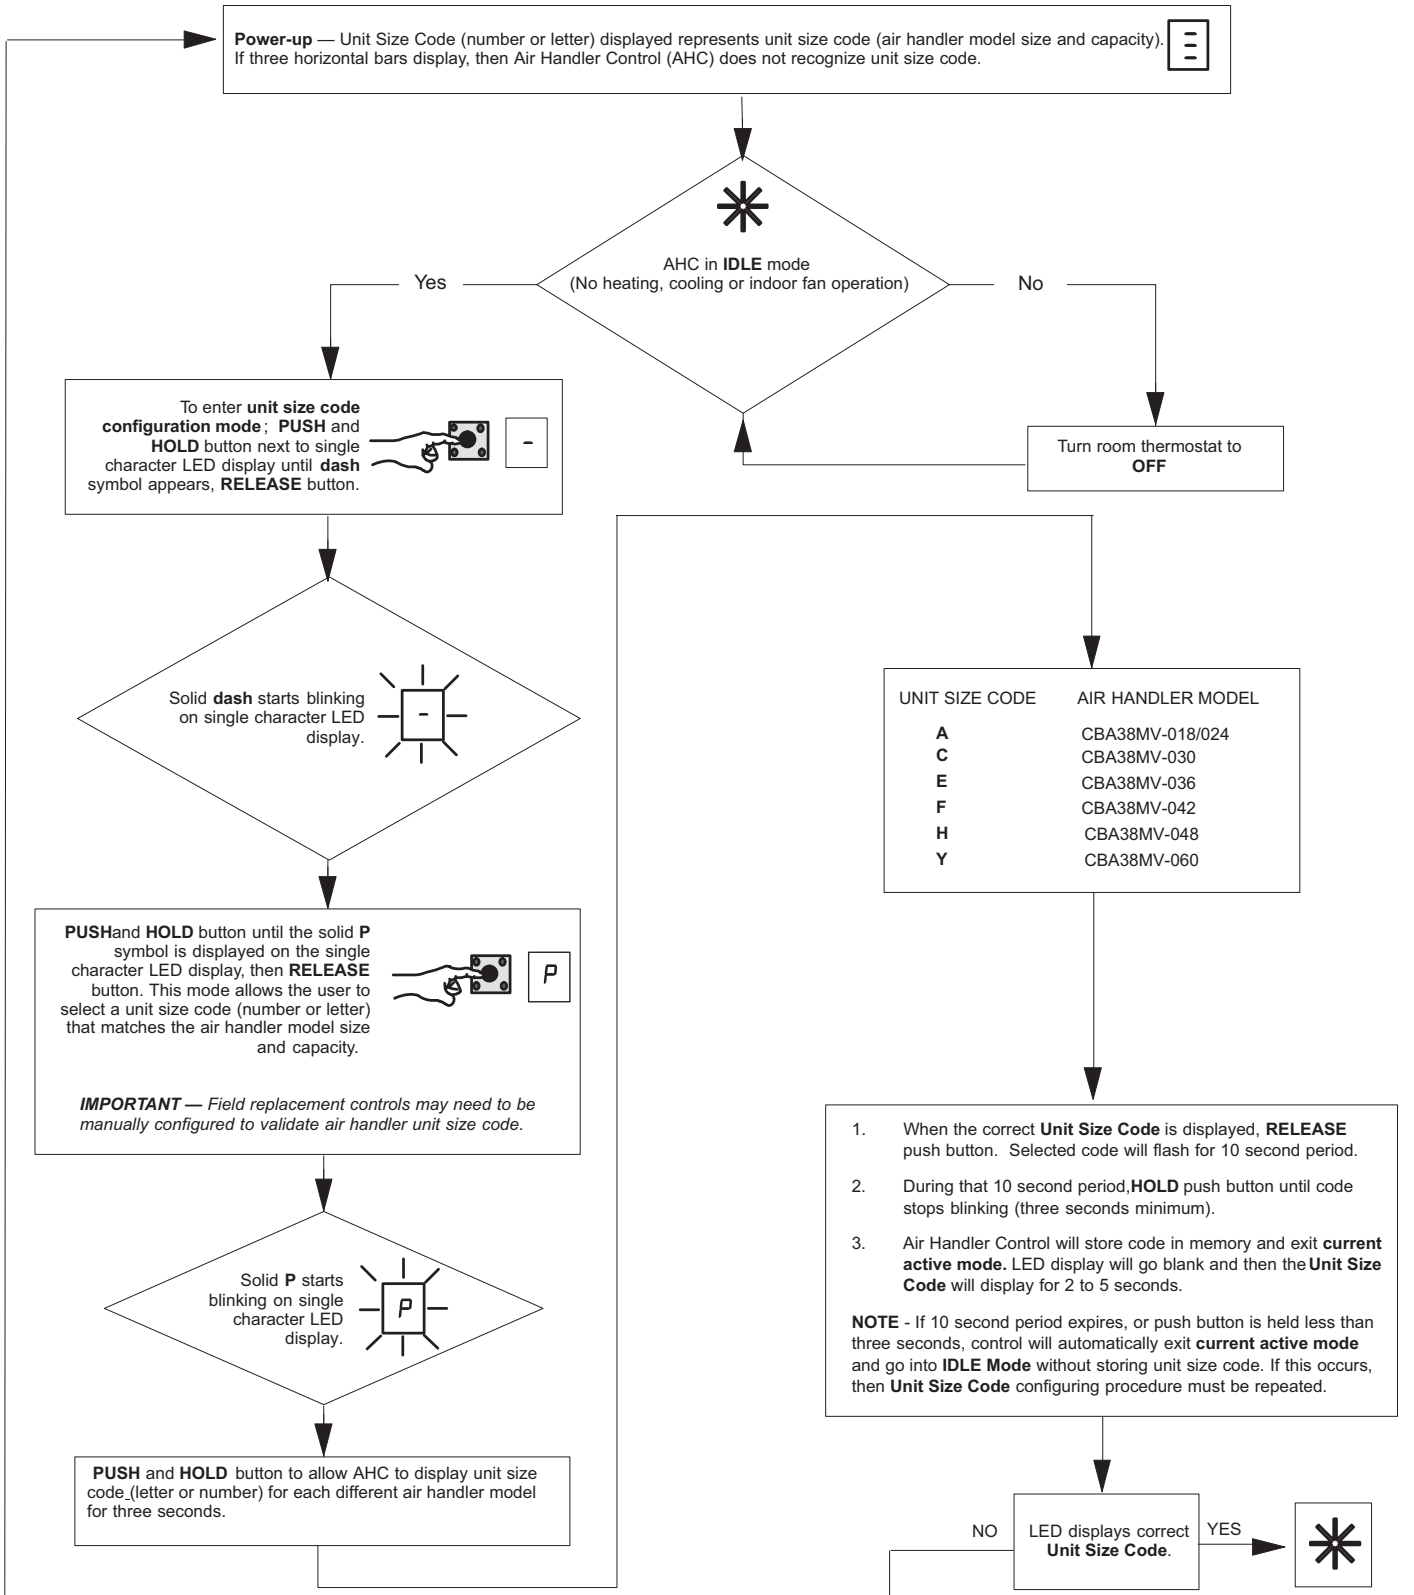 Power-up — Unit Size Code (number or letter) displayed represents unit size code (air handler model size and capacity).
If three horizontal bars display, then Air Handler Control (AHC) does not recognize unit size code.
AHC in IDLE mode
(No heating, cooling or indoor fan operation)
Yes
No
To enter unit size code
configuration mode; PUSH and
HOLD button next to single
character LED display until dash
symbol appears, RELEASE button.
-
Turn room thermostat to
OFF
Solid dash starts blinking
on single character LED
display.
-
UNIT SIZE CODE AIR HANDLER MODEL
A CBA38MV-018/024
C CBA38MV-030
E CBA38MV-036
F CBA38MV-042
H CBA38MV-048
Y CBA38MV-060
PUSHand HOLD button until the solid P
symbol is displayed on the single
character LED display, then RELEASE
button. This mode allows the user to
select a unit size code (number or letter)
that matches the air handler model size
and capacity.
P
IMPORTANT — Field replacement controls may need to be
manually configured to validate air handler unit size code.
Solid P starts
blinking on single
character LED
display.
P
PUSH and HOLD button to allow AHC to display unit size
code_(letter or number) for each different air handler model
for three seconds.
1. When the correct Unit Size Code is displayed, RELEASE
push button. Selected code will flash for 10 second period.
2. During that 10 second period,HOLD push button until code
stops blinking (three seconds minimum).
3. Air Handler Control will store code in memory and exit current
active mode. LED display will go blank and then the Unit Size
Code will display for 2 to 5 seconds.
NOTE - If 10 second period expires, or push button is held less than
three seconds, control will automatically exit current active mode
and go into IDLE Mode without storing unit size code. If this occurs,
then Unit Size Code configuring procedure must be repeated.
NO
LED displays correct
Unit Size Code.
YES